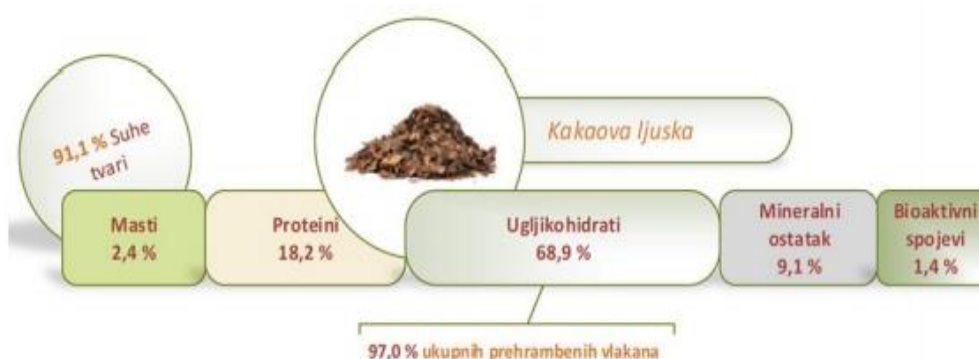 91,1 % Suhe
tvari
Kakaova ljuska
Masti
2,4 %
Proteini
18,2 %
Ugljikohidrati
68,9 %
Mineralni
ostatak
9,1 %
Bioaktivni
spojevi
1,4 %
97,0 % ukupnih prehrambenih vlakana